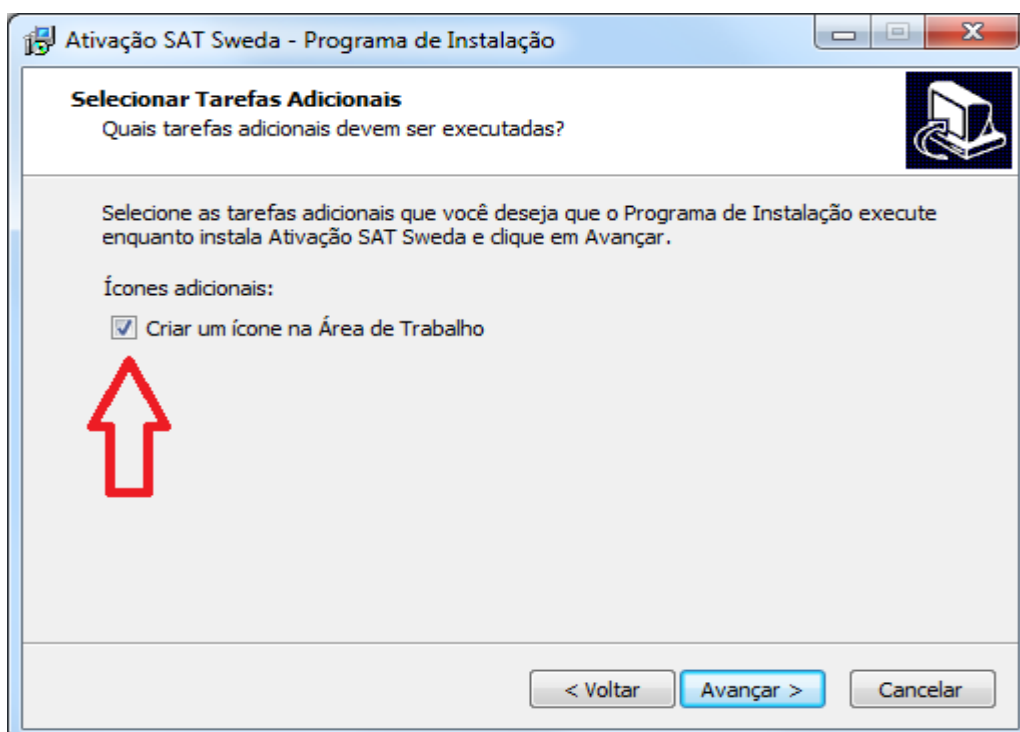 Ativação SAT Sweda - Programa de Instalação
Selecionar Tarefas Adicionais
Quais tarefas adicionais devem ser executadas?
Selecione as tarefas adicionais que você deseja que o Programa de Instalação execute
enquanto instala Ativação SAT Sweda e clique em Avançar.
Ícones adicionais:
Criar um ícone na Área de Trabalho
< Voltar
Avançar >
Cancelar